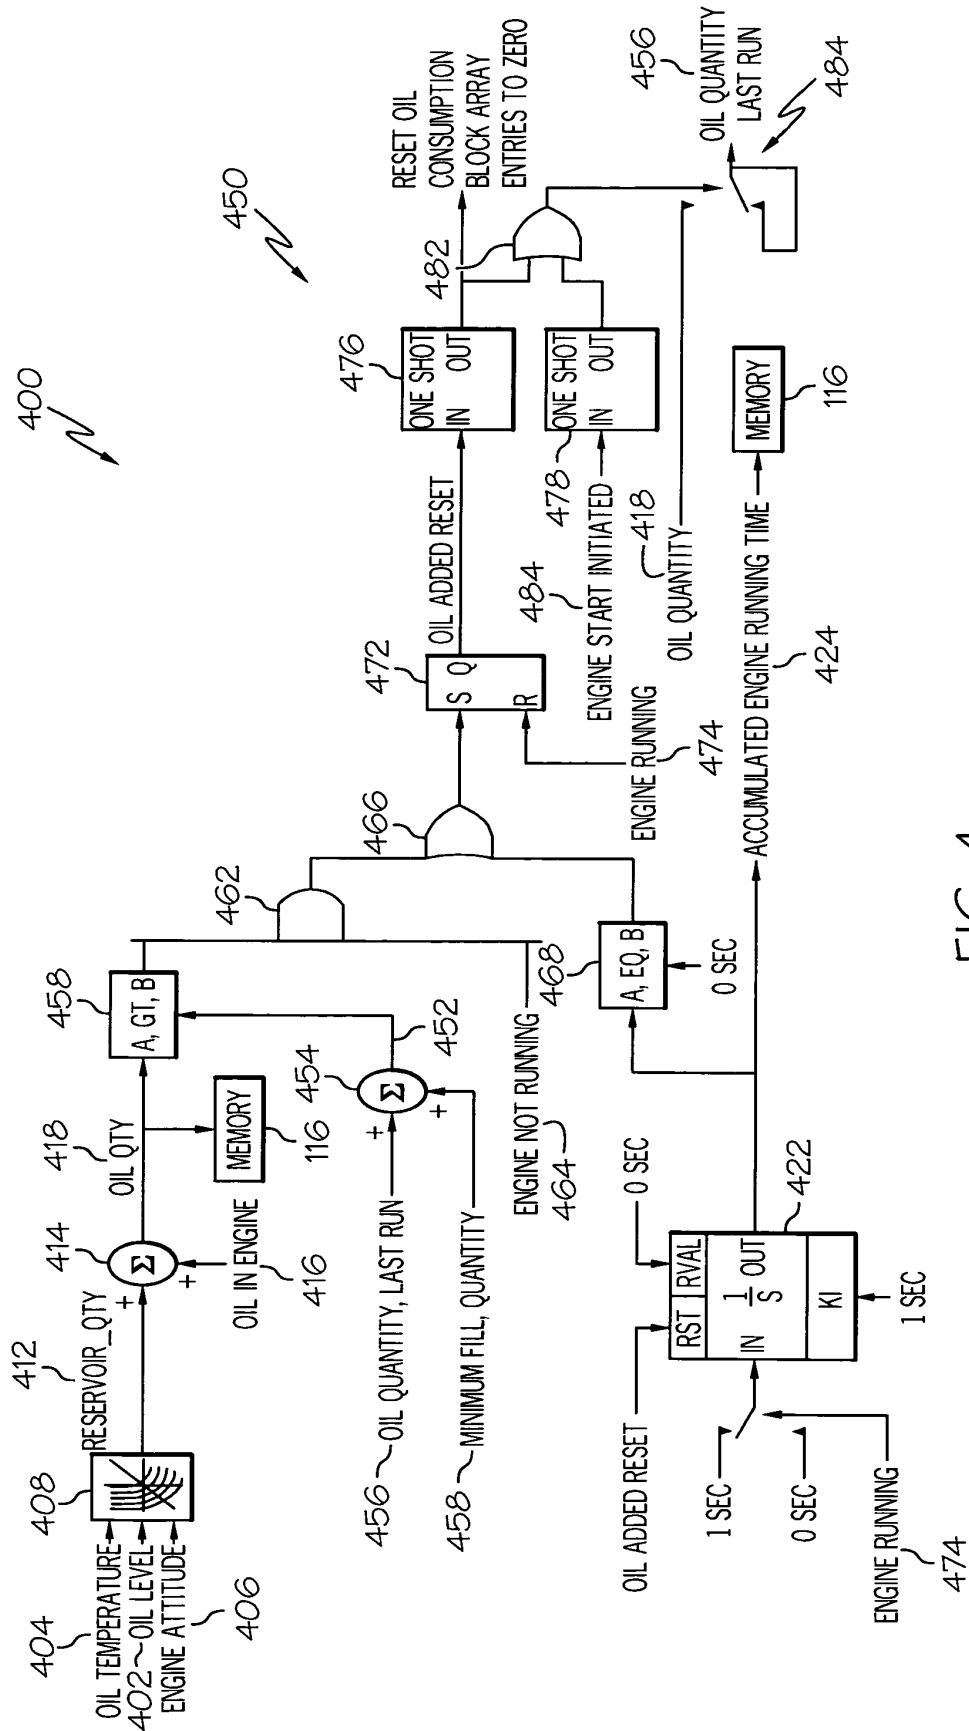 400
450
404
OIL TEMPERATURE
402
OIL LEVEL
ENGINE ATTITUDE
406
408
412
RESERVOIR_QTY
+
414
Σ
+
OIL IN ENGINE
416
418
OIL QTY
MEMORY
116
458
A, GT, B
454
Σ
452
+
+
456
OIL QUANTITY, LAST RUN
458
MINIMUM FILL, QUANTITY
462
ENGINE NOT RUNNING
464
466
468
A, EQ, B
0 SEC
472
S Q
R
ENGINE RUNNING
474
OIL ADDED RESET
476
ONE SHOT
IN OUT
478
ONE SHOT
IN OUT
ENGINE START INITIATED
484
482
RESET OIL
CONSUMPTION
BLOCK ARRAY
ENTRIES TO ZERO
418
OIL QUANTITY
456
OIL QUANTITY
LAST RUN
484
OIL ADDED RESET
0 SEC
RST RVAL
1
S
IN OUT
KI
422
1 SEC
1 SEC
0 SEC
ENGINE RUNNING
474
ACCUMULATED ENGINE RUNNING TIME
424
MEMORY
116